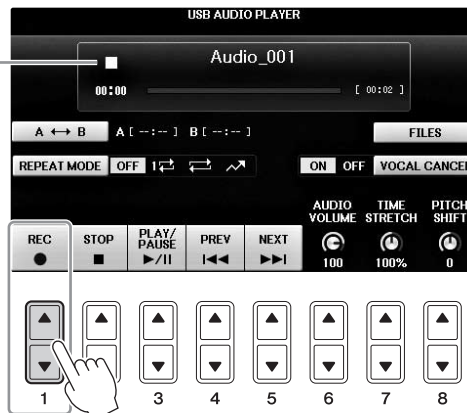 USB AUDIO PLAYER
Audio_001
00:00 [ 00:02 ]
A ↔ B A [ --:-- ] B [ --:-- ] FILES
REPEAT MODE OFF 1 ON OFF VOCAL CANCEL
AUDIO VOLUME TIME STRETCH PITCH SHIFT
REC STOP PLAY/PAUSE PREV NEXT
● ■ ▶/II I◀◀ ▶▶I 100 100% 0
1 3 4 5 6 7 8